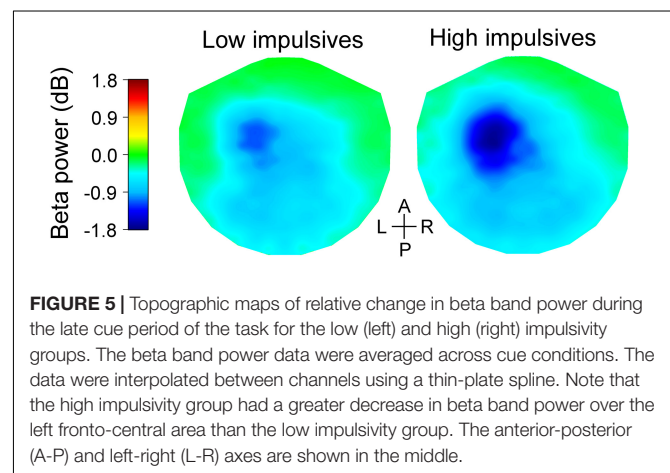 Low impulsives
High impulsives
Beta power (dB)
1.8
0.9
0.0
-0.9
-1.8
A
L
R
P
FIGURE 5 | Topographic maps of relative change in beta band power during
the late cue period of the task for the low (left) and high (right) impulsivity
groups. The beta band power data were averaged across cue conditions. The
data were interpolated between channels using a thin-plate spline. Note that
the high impulsivity group had a greater decrease in beta band power over the
left fronto-central area than the low impulsivity group. The anterior-posterior
(A-P) and left-right (L-R) axes are shown in the middle.